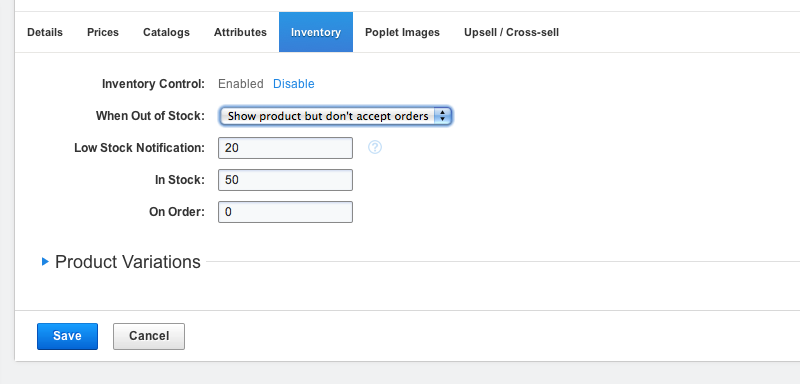 Details Prices Catalogs Attributes Inventory Poplet Images Upsell / Cross-sell
Inventory Control: Enabled Disable
When Out of Stock: Show product but don't accept orders
Low Stock Notification: 20 ?
In Stock: 50
On Order: 0
Product Variations
Save Cancel